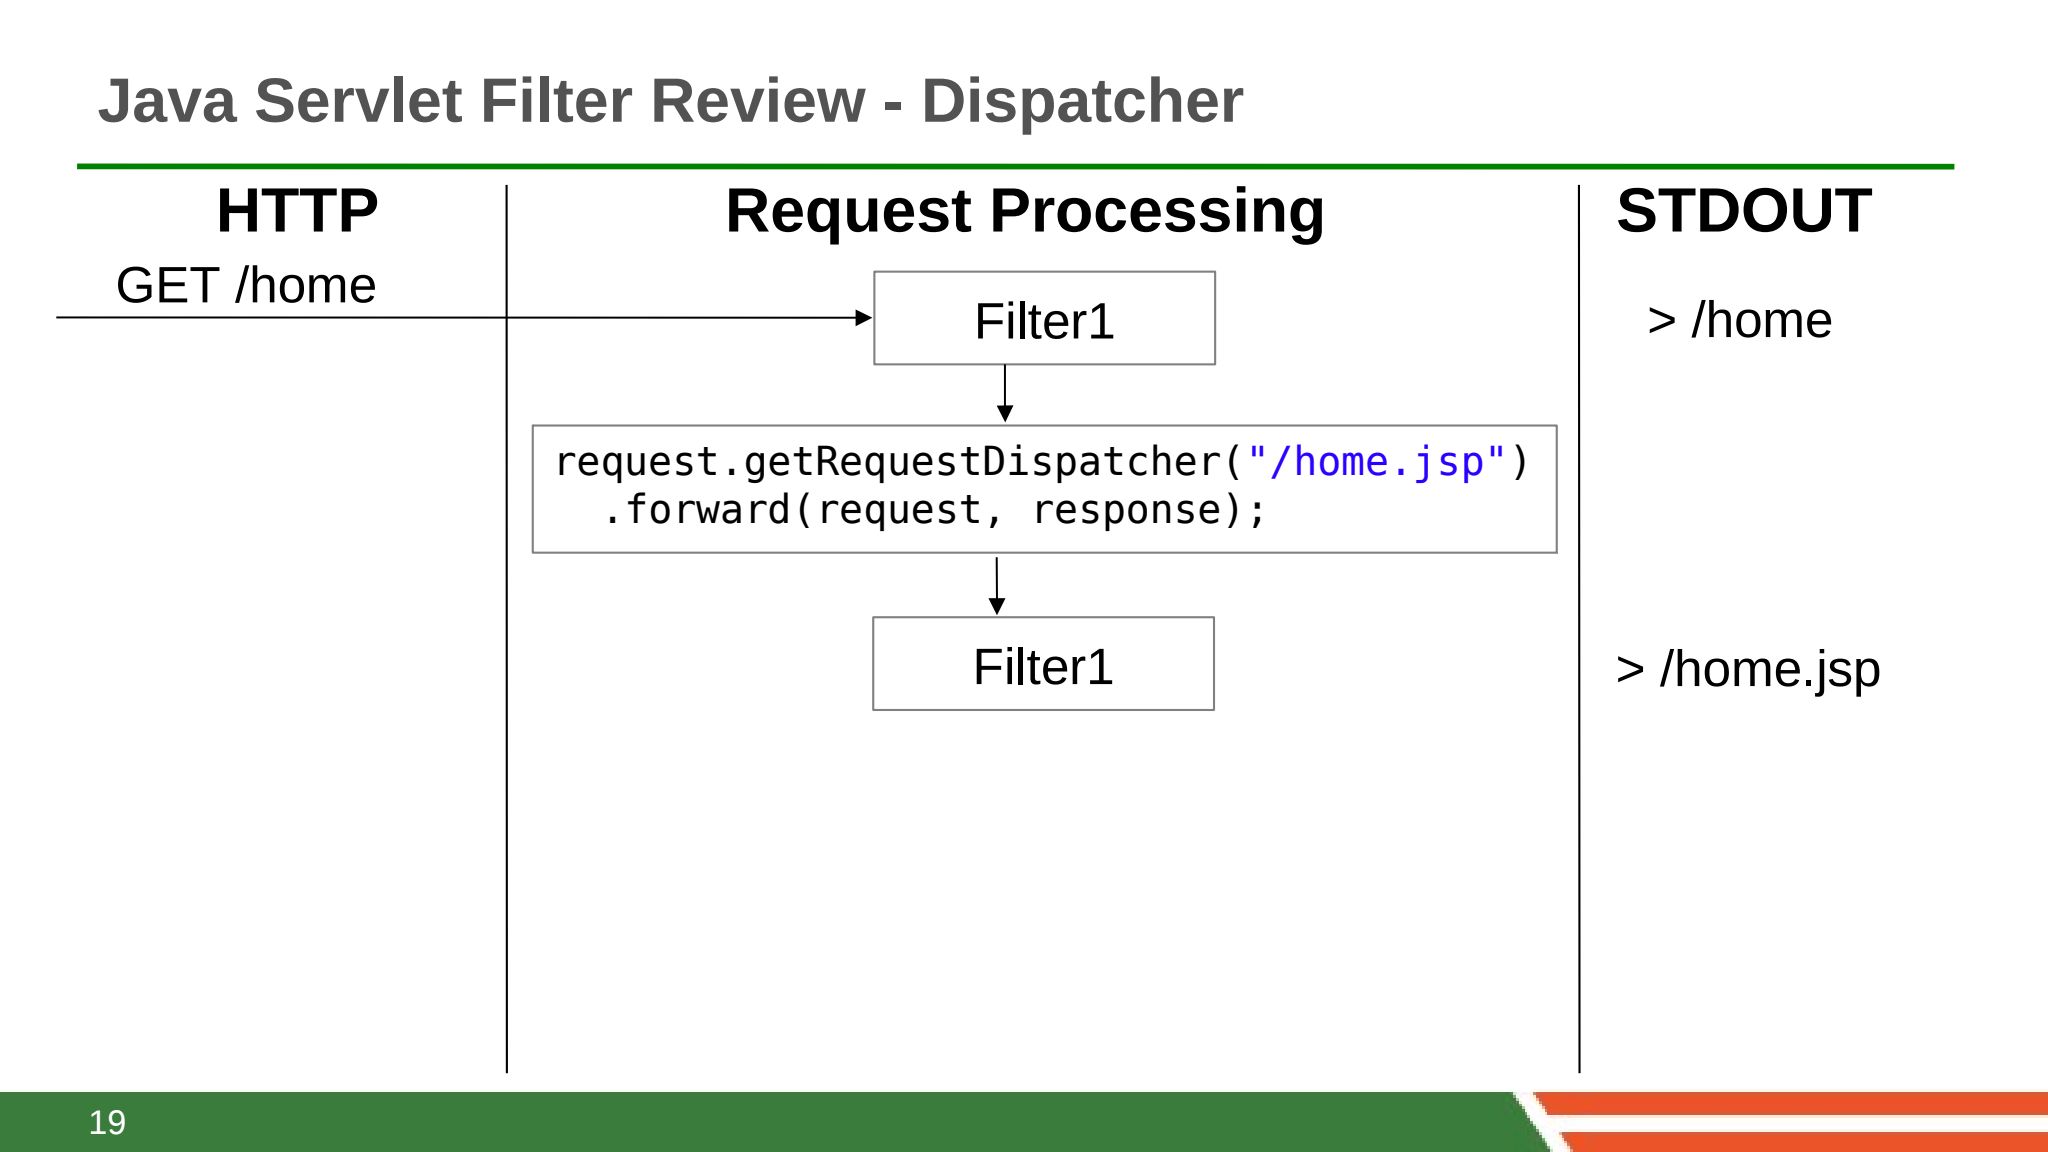 Java Servlet Filter Review - Dispatcher
HTTP
Request Processing
STDOUT
GET /home
Filter1
> /home
request.getRequestDispatcher("/home.jsp")
  .forward(request, response);
Filter1
> /home.jsp
19